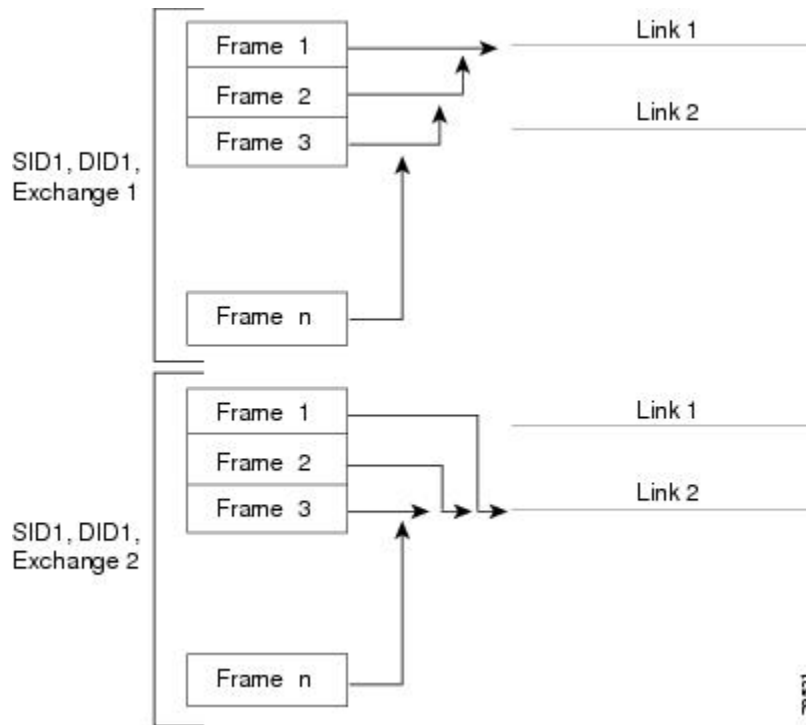 Frame 1
Link 1
Frame 2
Link 2
Frame 3
SID1, DID1,
Exchange 1
Frame n
Frame 1
Link 1
Frame 2
Link 2
Frame 3
SID1, DID1,
Exchange 2
Frame n